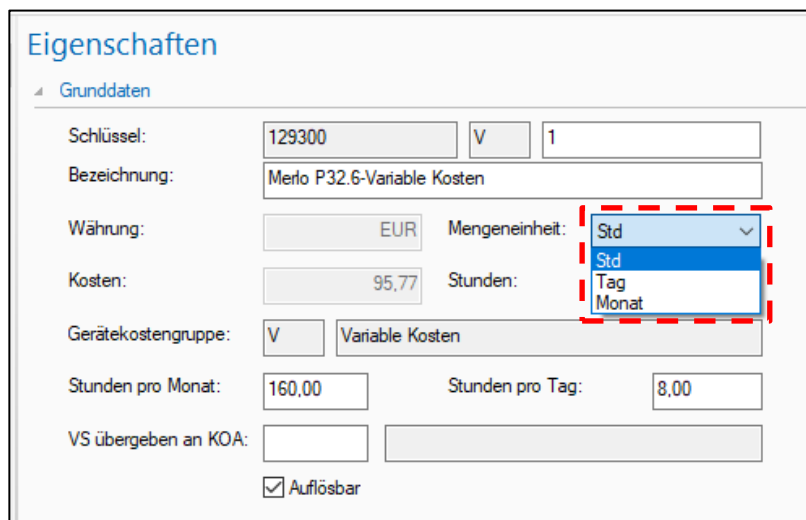 Eigenschaften
Grunddaten
Schlüssel: 129300 V 1
Bezeichnung: Merlo P32.6-Variable Kosten
Währung: EUR Mengeneinheit: Std
Std
Kosten: 95,77 Stunden: Tag
Monat
Gerätekostengruppe: V Variable Kosten
Stunden pro Monat: 160,00 Stunden pro Tag: 8,00
VS übergeben an KOA:
Auflösbar